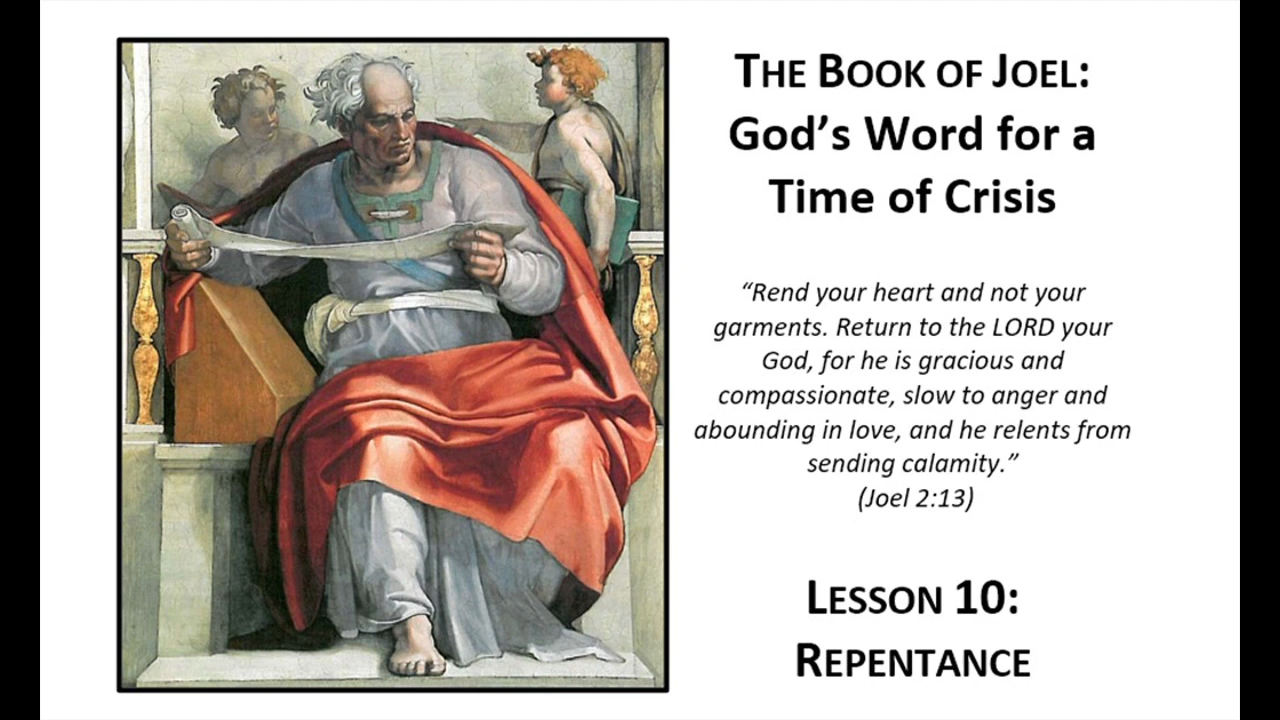 THE BOOK OF JOEL:
God’s Word for a
Time of Crisis
“Rend your heart and not your
garments. Return to the LORD your
God, for he is gracious and
compassionate, slow to anger and
abounding in love, and he relents from
sending calamity.”
(Joel 2:13)
LESSON 10:
REPENTANCE